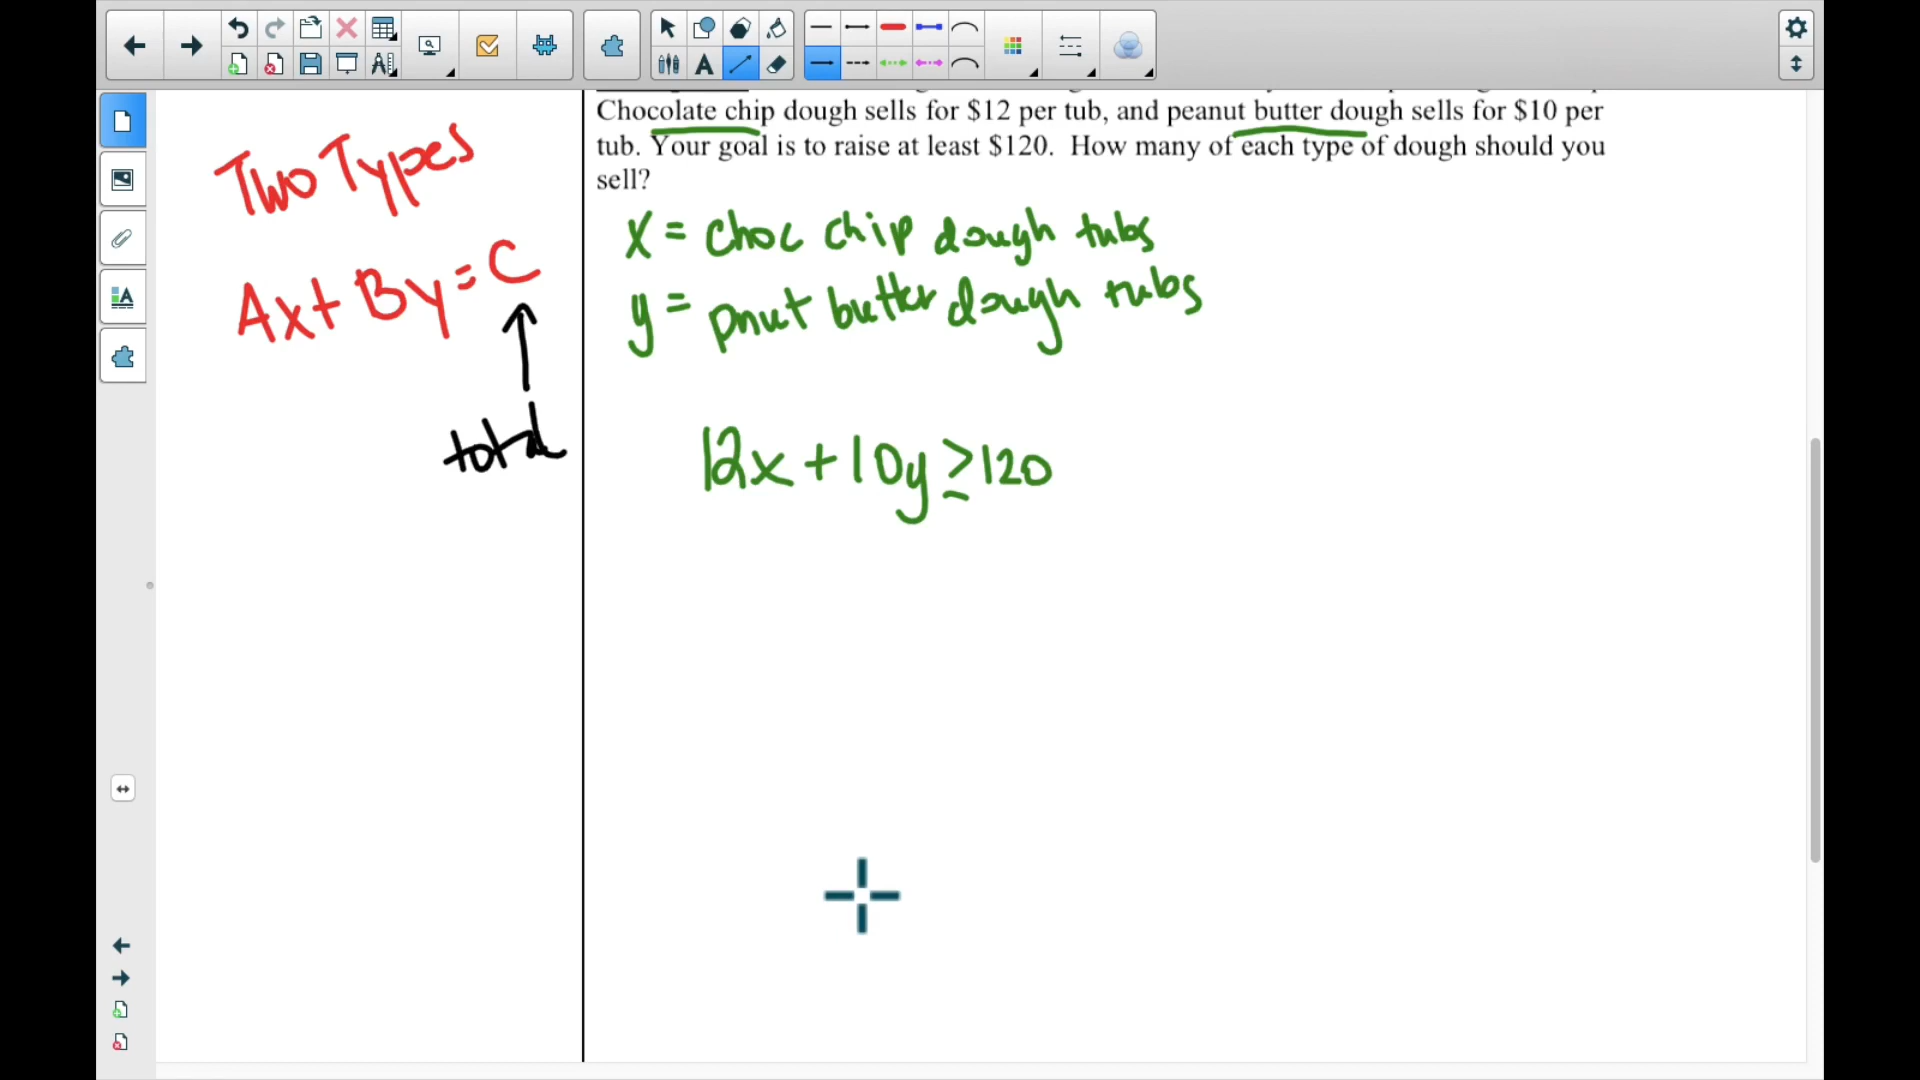 Chocolate chip dough sells for $12 per tub, and peanut butter dough sells for $10 per
tub. Your goal is to raise at least $120. How many of each type of dough should you
sell?
Two Types
Ax + By = C
total
x = choc chip dough tubs
y = pnut butter dough tubs
12x + 10y ≥ 120